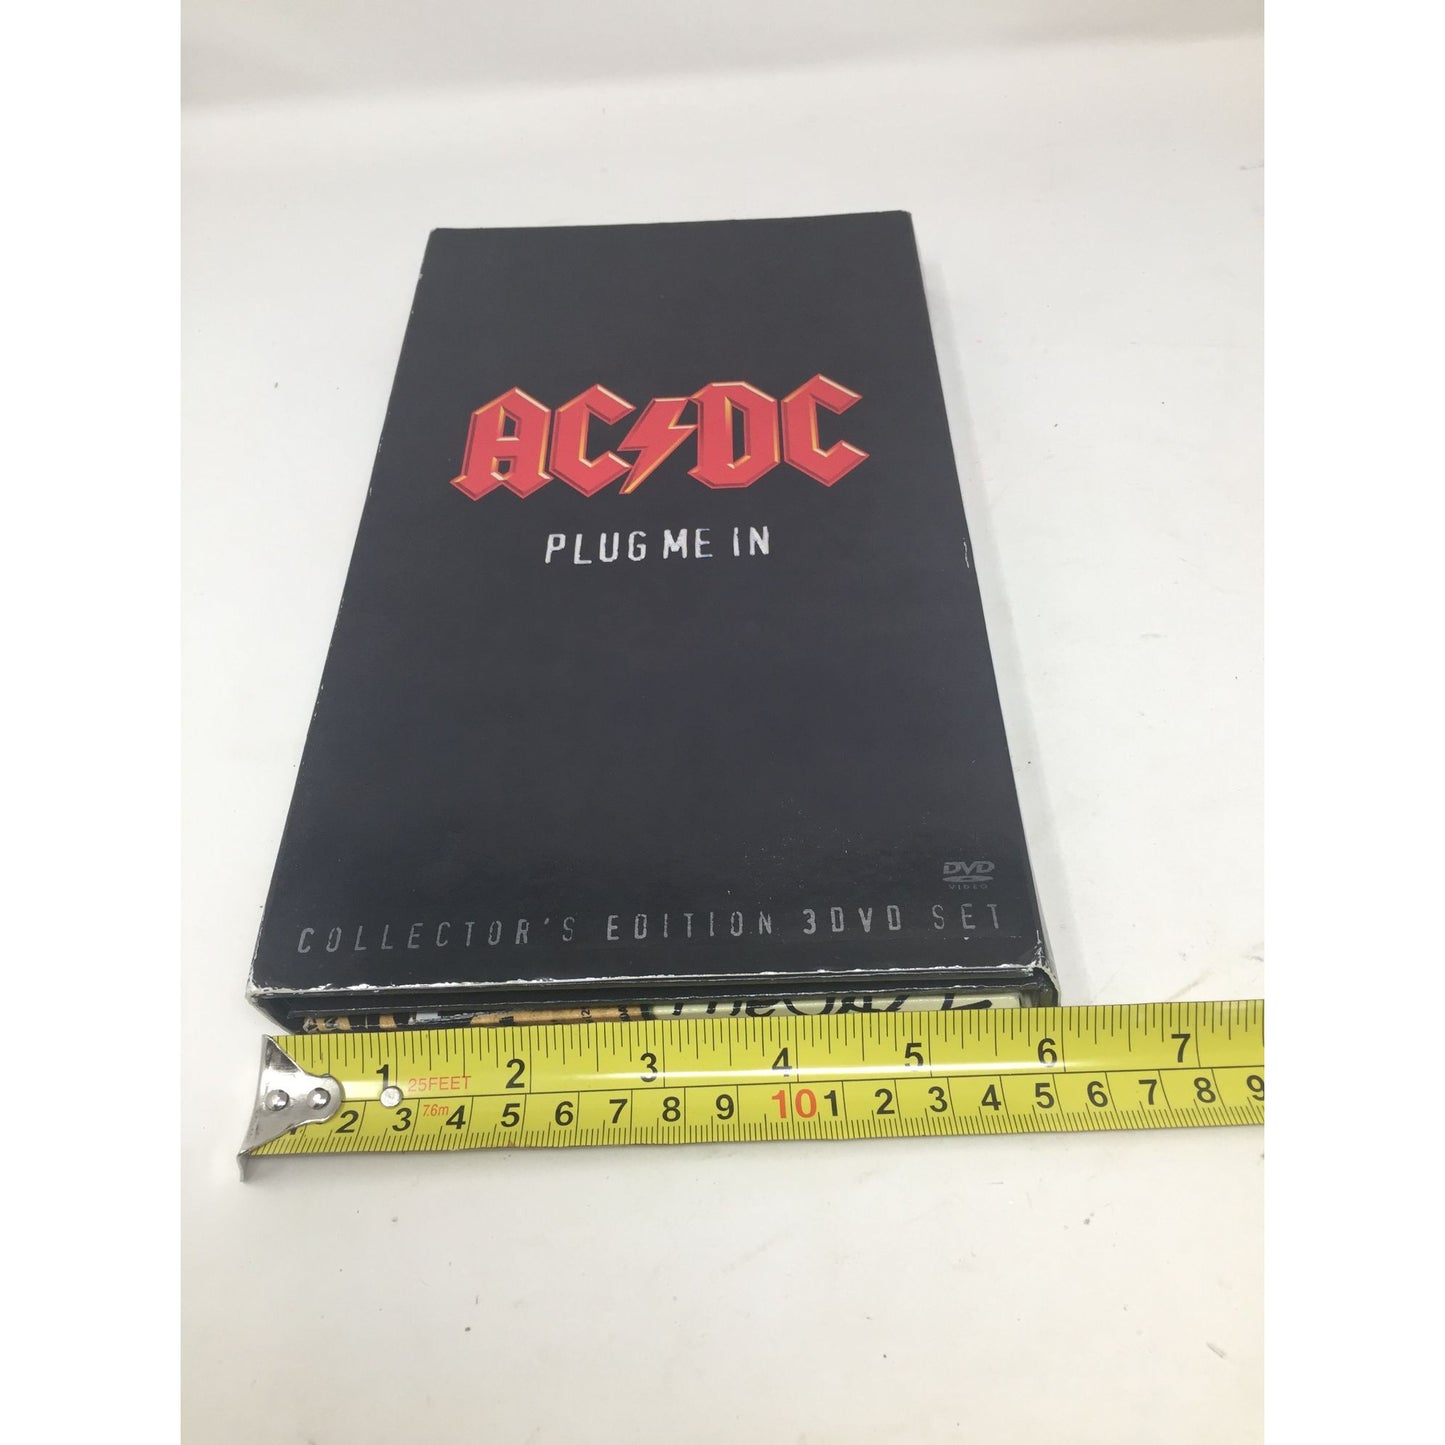 AC⚡DC
PLUG ME IN
DVD
VIDEO
COLLECTOR'S EDITION 3DVD SET
1 25FEET 2 3 4 5 6 7
1 2 3 7.6m 4 5 6 7 8 9 10 1 2 3 4 5 6 7 8 9